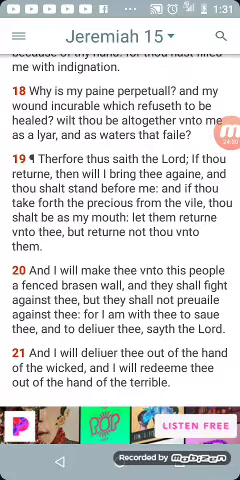 1:31
Jeremiah 15
because of thy hand: for thou hast filled
me with indignation.
18 Why is my paine perpetuall? and my
wound incurable which refuseth to be
healed? wilt thou be altogether vnto me
as a lyar, and as waters that faile?
19 ¶ Therfore thus saith the Lord; If thou
returne, then will I bring thee againe, and
thou shalt stand before me: and if thou
take forth the precious from the vile, thou
shalt be as my mouth: let them returne
vnto thee, but returne not thou vnto
them.
20 And I will make thee vnto this people
a fenced brasen wall, and they shall fight
against thee, but they shall not preuaile
against thee: for I am with thee to saue
thee, and to deliuer thee, sayth the Lord.
21 And I will deliuer thee out of the hand
of the wicked, and I will redeeme thee
out of the hand of the terrible.
POP
LISTEN FREE
Recorded by mobizen